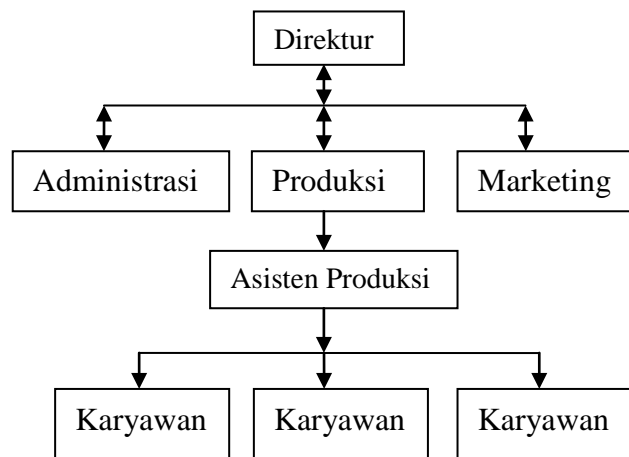 Direktur
Administrasi
Produksi
Marketing
Asisten Produksi
Karyawan
Karyawan
Karyawan